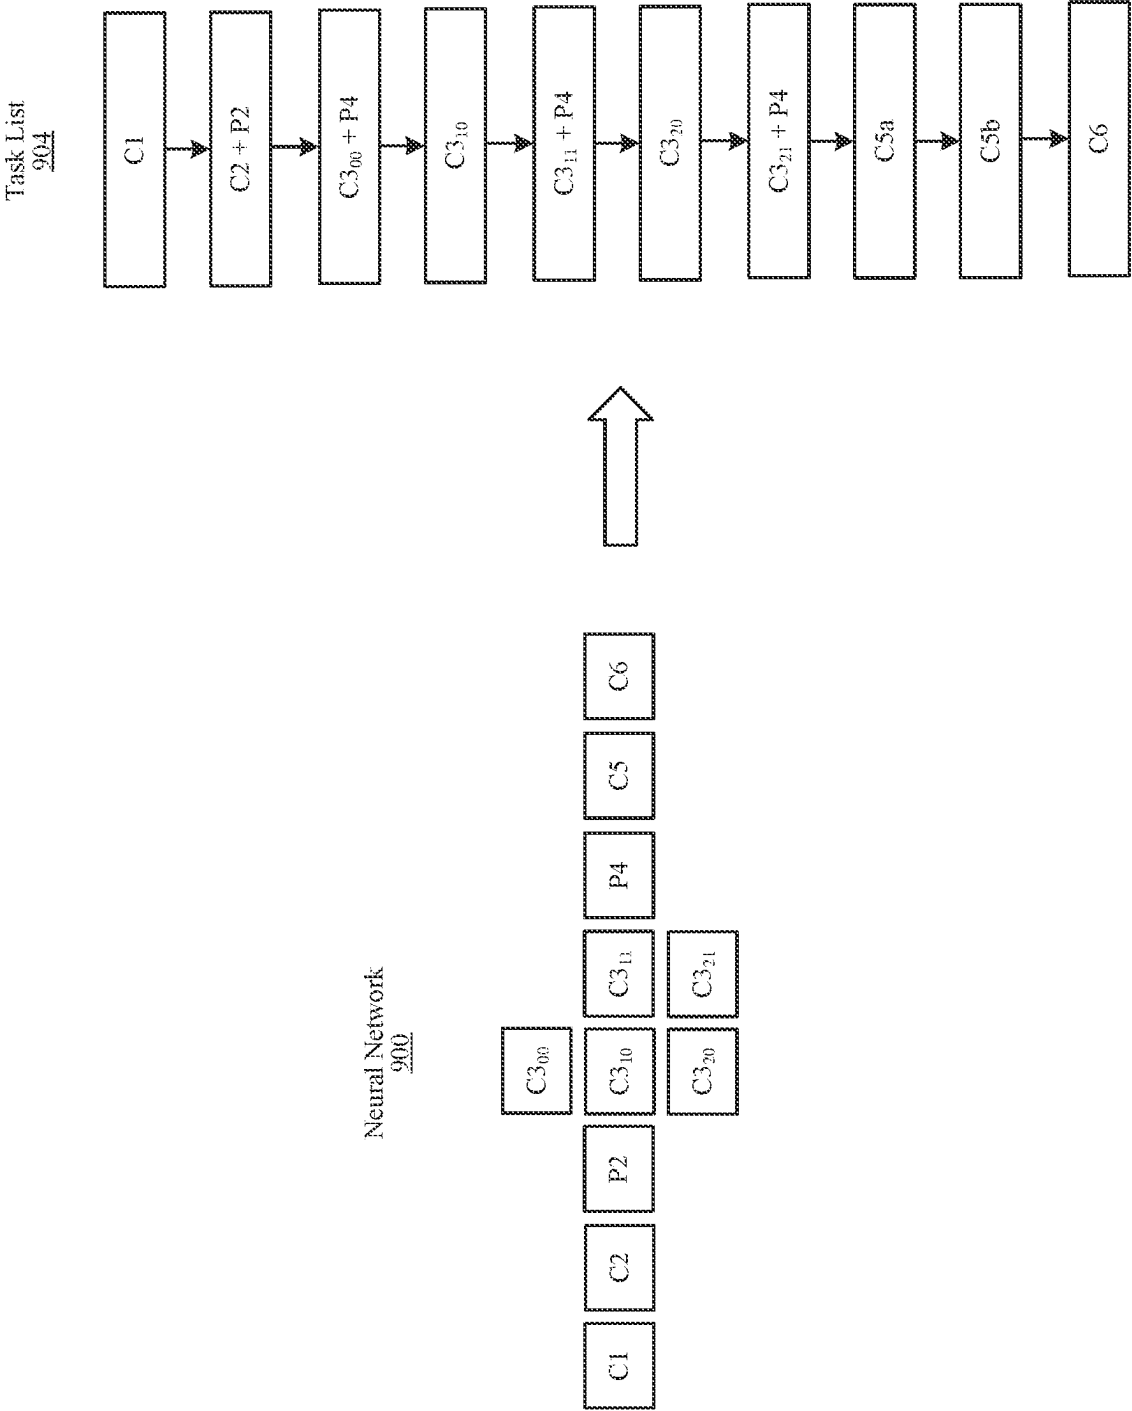 Neural Network
900
C1
C2
P2
C3₀₀
C3₁₀
C3₂₀
C3₁₁
C3₂₁
P4
C5
C6
Task List
904
C1
C2 + P2
C3₀₀ + P4
C3₁₀
C3₁₁ + P4
C3₂₀
C3₂₁ + P4
C5a
C5b
C6